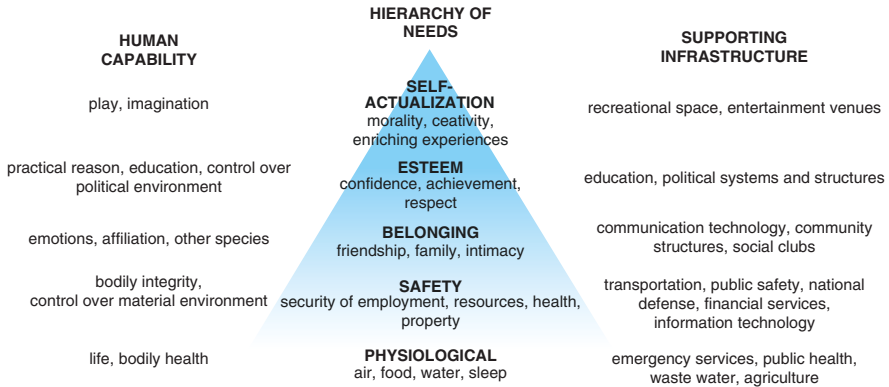 HIERARCHY OF
NEEDS
HUMAN
CAPABILITY
SUPPORTING
INFRASTRUCTURE
play, imagination
SELF-
ACTUALIZATION
morality, ceativity,
enriching experiences
recreational space, entertainment venues
practical reason, education, control over
political environment
ESTEEM
confidence, achievement,
respect
education, political systems and structures
emotions, affiliation, other species
BELONGING
friendship, family, intimacy
communication technology, community
structures, social clubs
bodily integrity,
control over material environment
SAFETY
security of employment, resources, health,
property
transportation, public safety, national
defense, financial services,
information technology
life, bodily health
PHYSIOLOGICAL
air, food, water, sleep
emergency services, public health,
waste water, agriculture